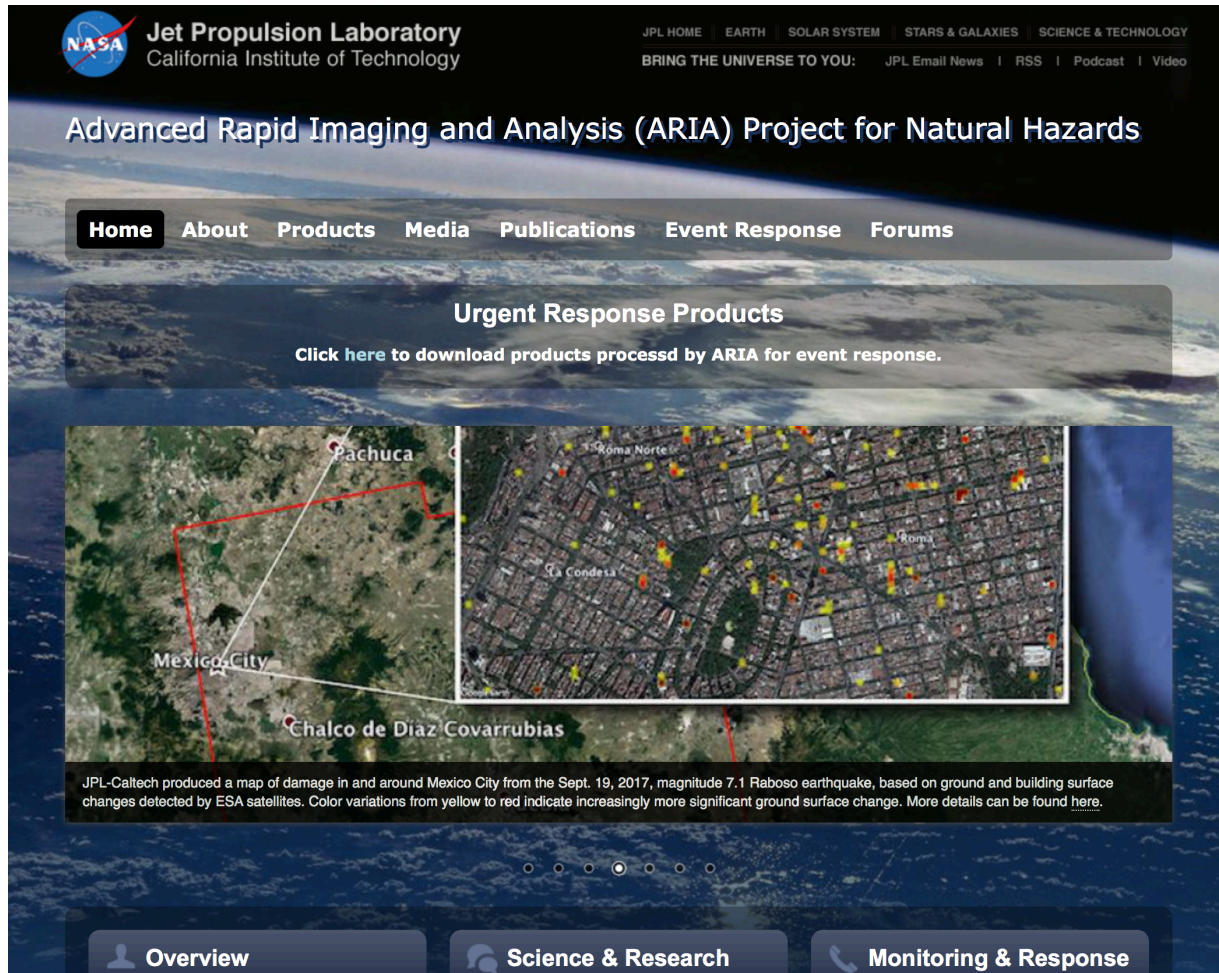 NASA
Jet Propulsion Laboratory
California Institute of Technology
JPL HOME EARTH SOLAR SYSTEM STARS & GALAXIES SCIENCE & TECHNOLOGY
BRING THE UNIVERSE TO YOU: JPL Email News | RSS | Podcast | Video
Advanced Rapid Imaging and Analysis (ARIA) Project for Natural Hazards
Home About Products Media Publications Event Response Forums
Urgent Response Products
Click here to download products processd by ARIA for event response.
Pachuca
Roma Norte
Roma
La Condesa
Mexico City
Chalco de Díaz Covarrubias
JPL-Caltech produced a map of damage in and around Mexico City from the Sept. 19, 2017, magnitude 7.1 Raboso earthquake, based on ground and building surface
changes detected by ESA satellites. Color variations from yellow to red indicate increasingly more significant ground surface change. More details can be found here.
Overview Science & Research Monitoring & Response